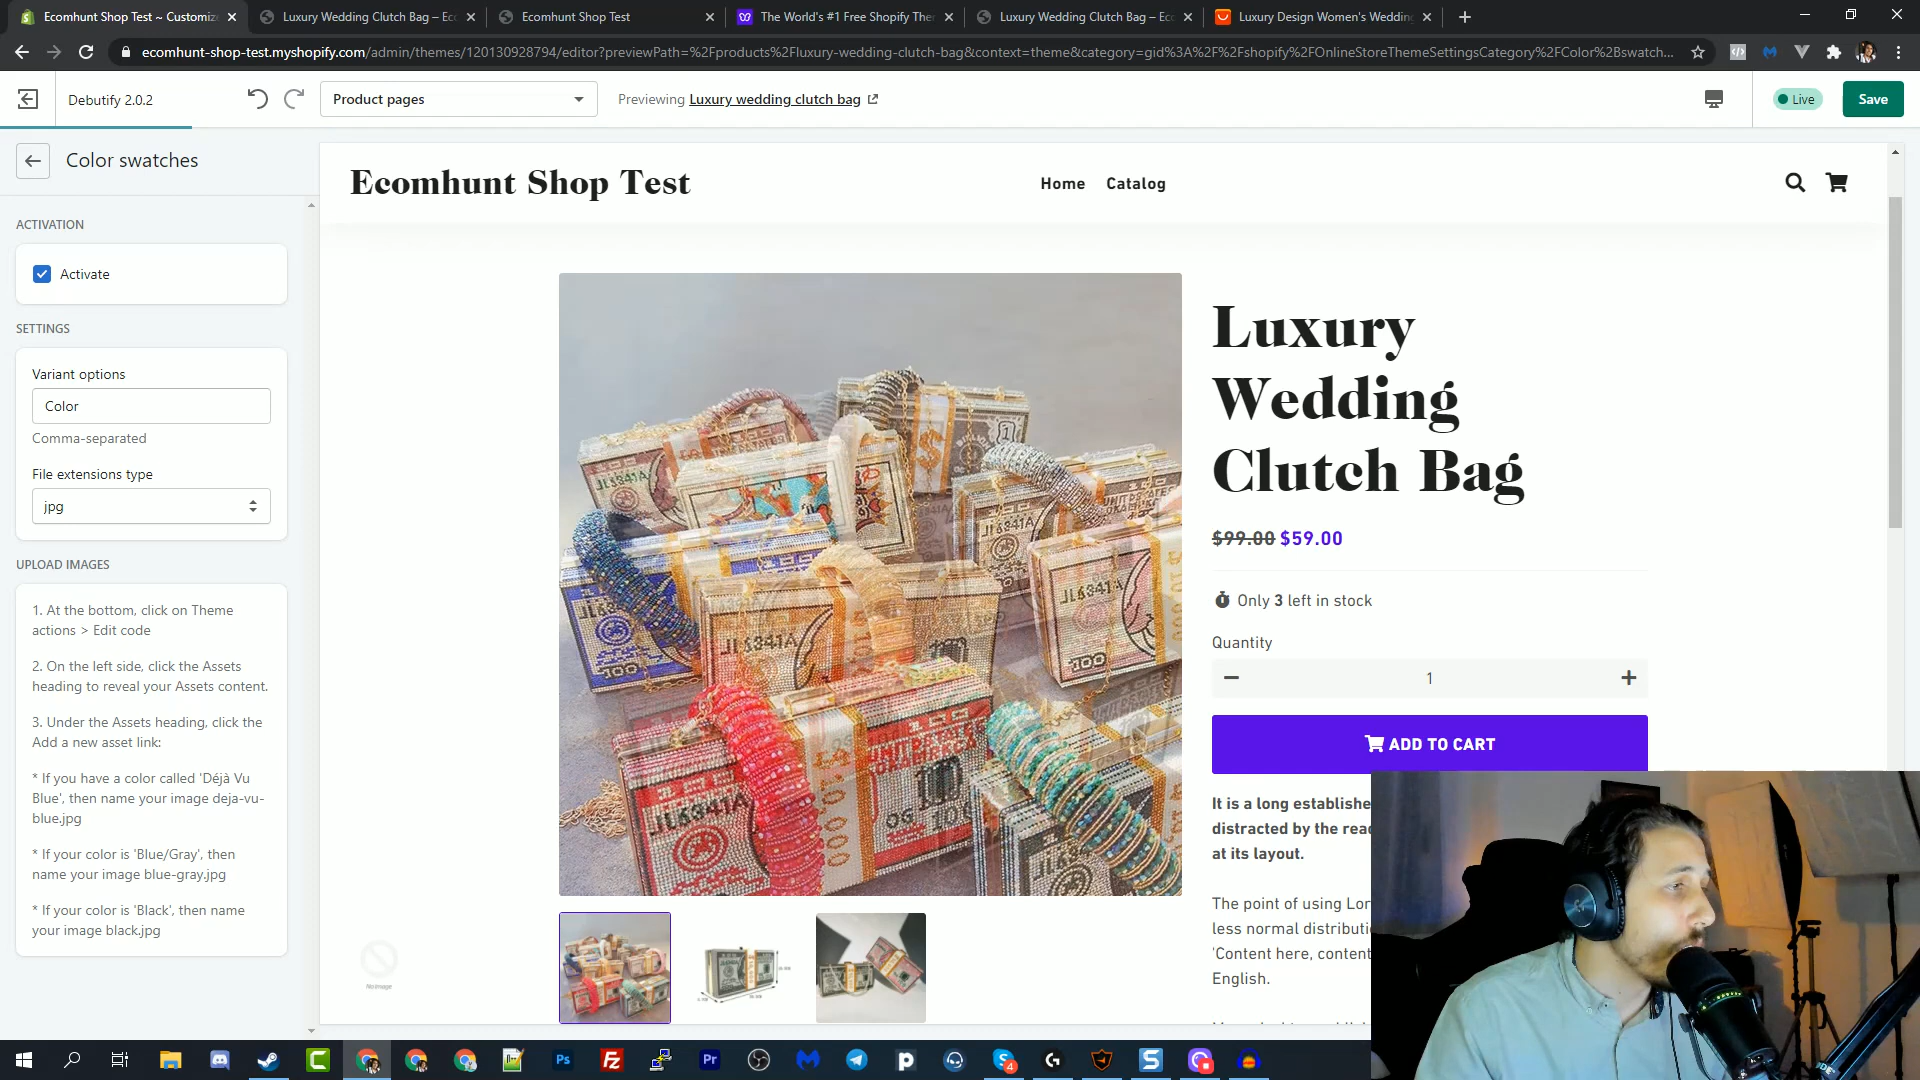 Ecomhunt Shop Test ~ Customize
Luxury Wedding Clutch Bag – Eco
Ecomhunt Shop Test
The World's #1 Free Shopify Ther
Luxury Wedding Clutch Bag – Eco
Luxury Design Women's Wedding
ecomhunt-shop-test.myshopify.com/admin/themes/120130928794/editor?previewPath=%2Fproducts%2Fluxury-wedding-clutch-bag&context=theme&category=gid%3A%2F%2Fshopify%2FOnlineStoreThemeSettingsCategory%2FColor%2Bswatch...
Debutify 2.0.2
Product pages
Previewing Luxury wedding clutch bag
Live
Save
Color swatches
ACTIVATION
Activate
SETTINGS
Variant options
Color
Comma-separated
File extensions type
jpg
UPLOAD IMAGES
1. At the bottom, click on Theme
actions > Edit code
2. On the left side, click the Assets
heading to reveal your Assets content.
3. Under the Assets heading, click the
Add a new asset link:
* If you have a color called 'Déjà Vu
Blue', then name your image deja-vu-
blue.jpg
* If your color is 'Blue/Gray', then
name your image blue-gray.jpg
* If your color is 'Black', then name
your image black.jpg
Ecomhunt Shop Test
Home
Catalog
Luxury
Wedding
Clutch Bag
$99.00 $59.00
Only 3 left in stock
Quantity
1
ADD TO CART
It is a long establishe
distracted by the read
at its layout.
The point of using Lor
less normal distributi
'Content here, content
English.
No image
JL6341A
100